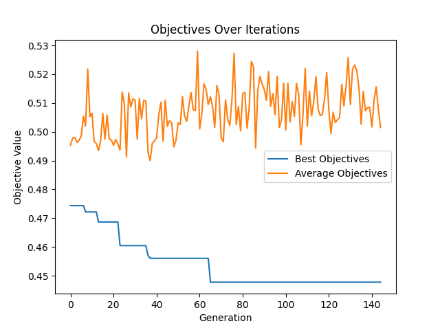 Objectives Over Iterations
0.53
0.52
0.51
0.50
0.49
0.48
0.47
0.46
0.45
Objective Value
Best Objectives
Average Objectives
0 20 40 60 80 100 120 140
Generation